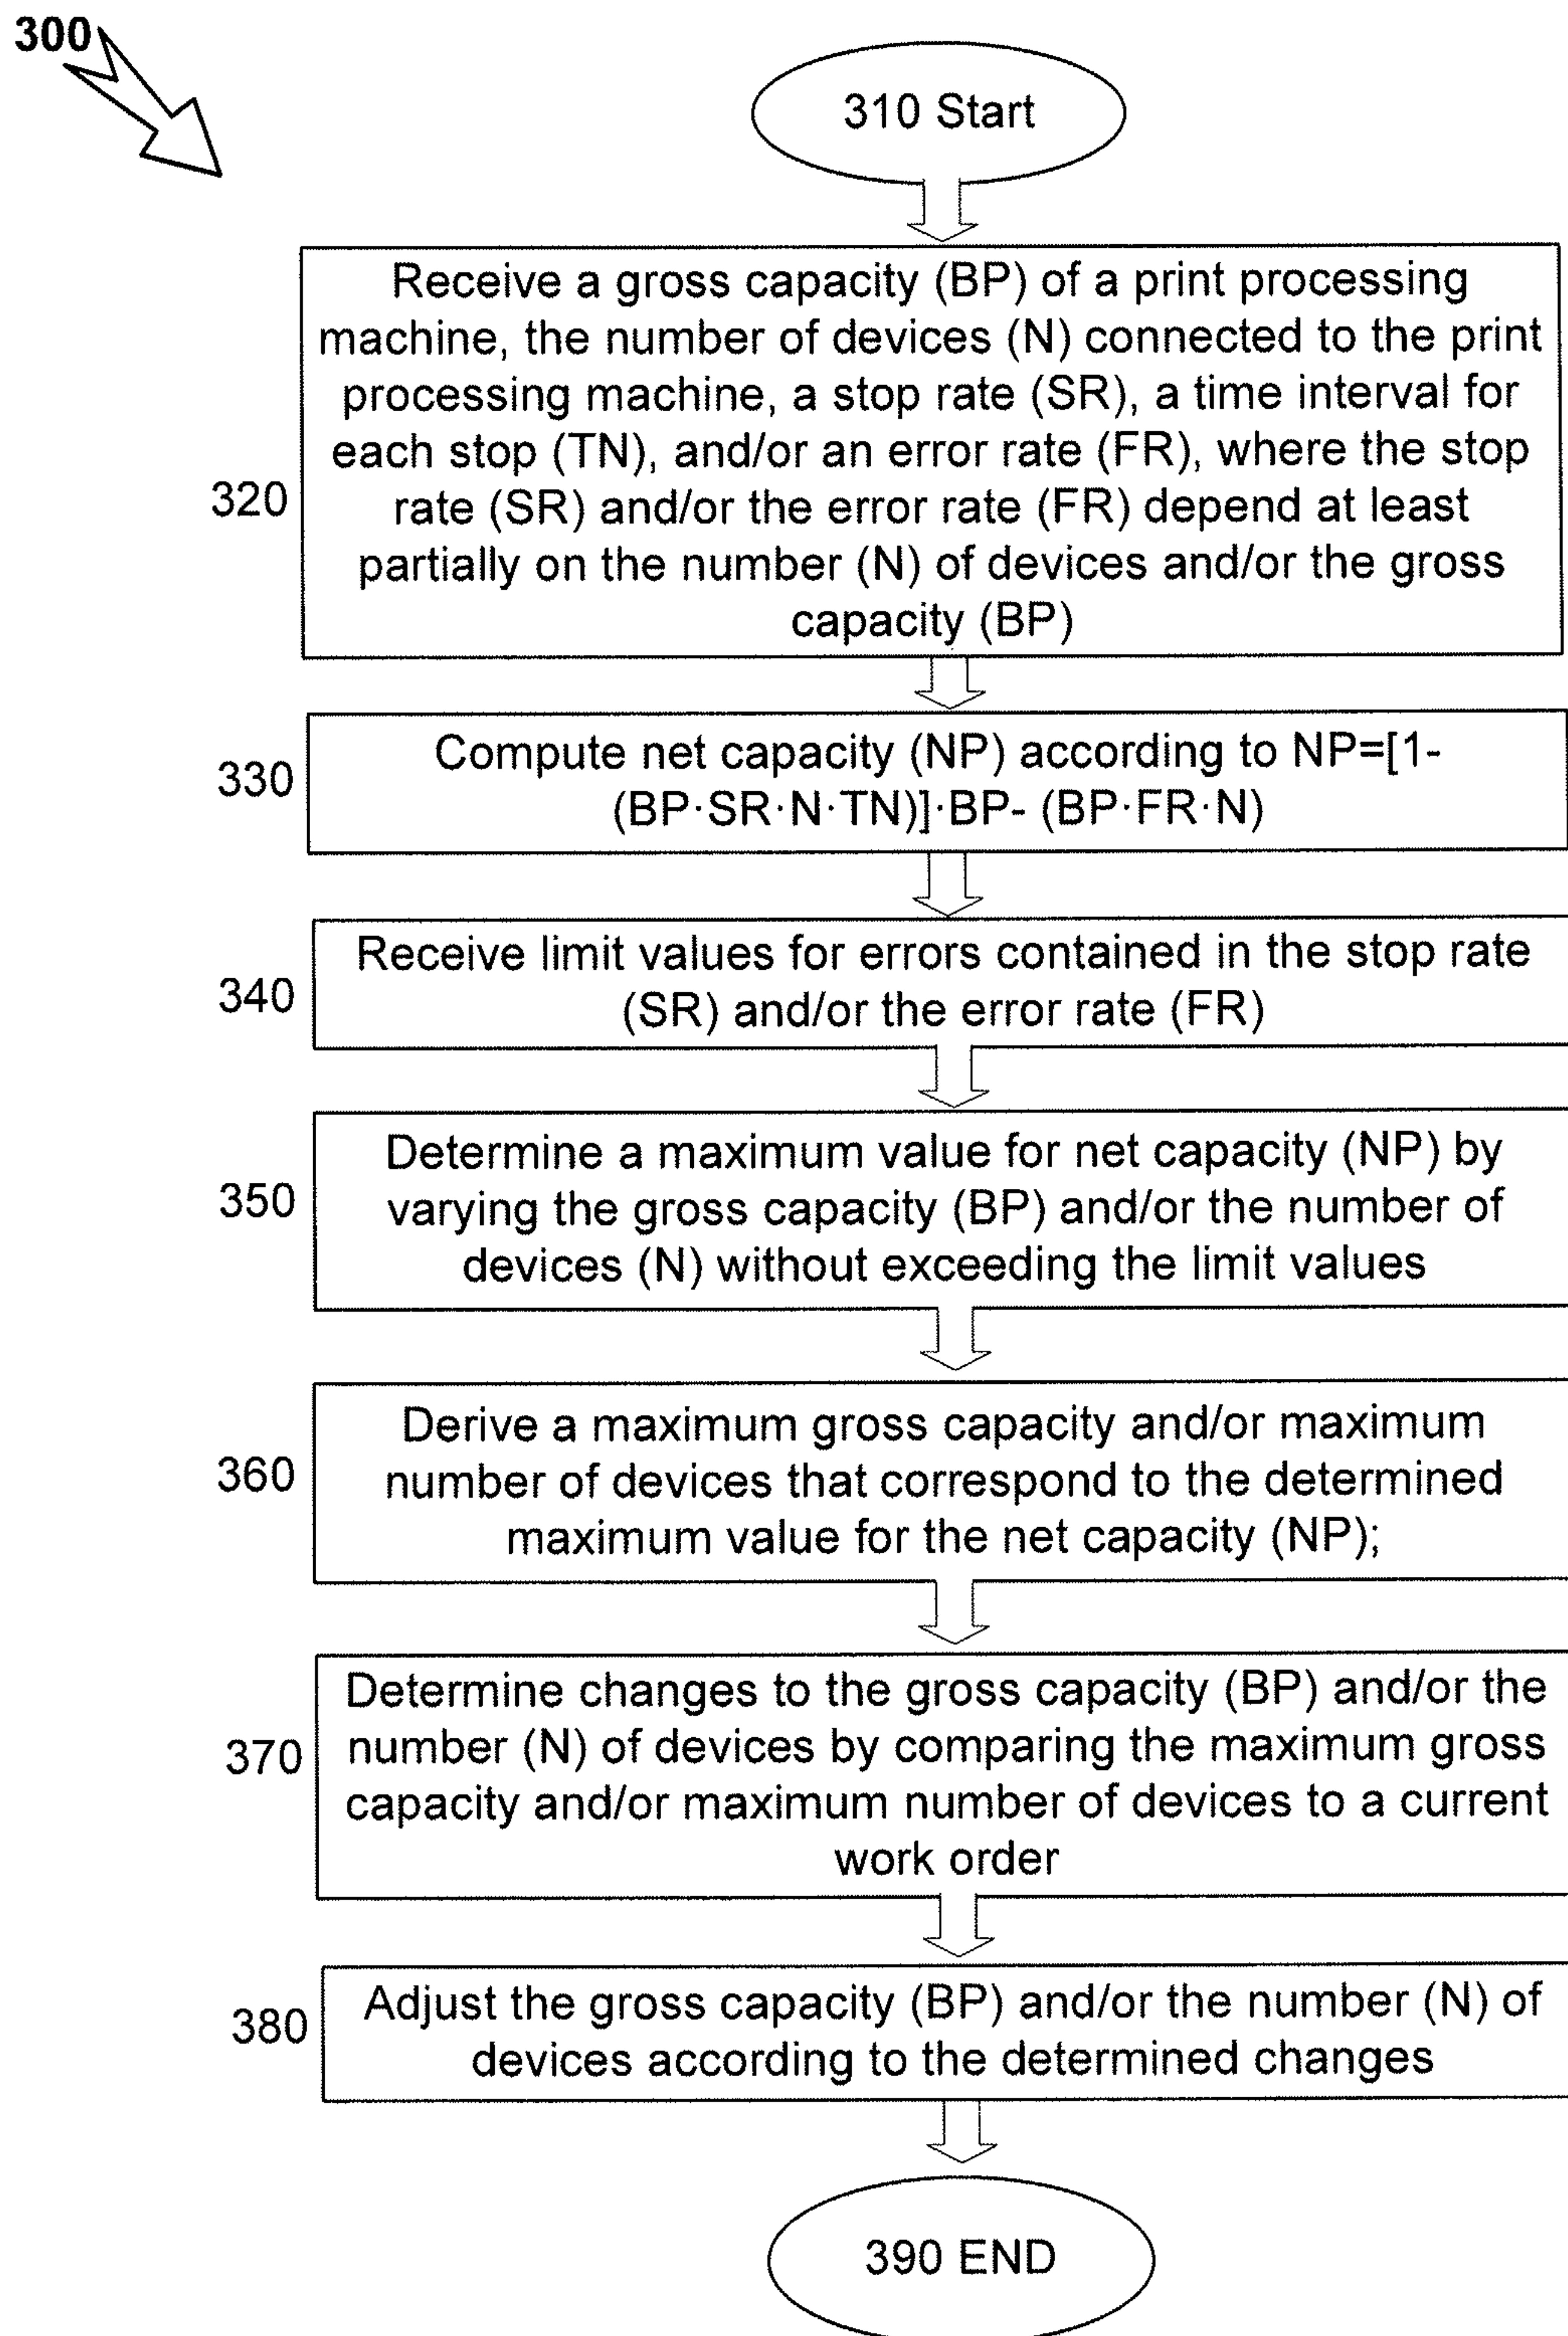 300
310 Start
Receive a gross capacity (BP) of a print processing
machine, the number of devices (N) connected to the print
processing machine, a stop rate (SR), a time interval for
each stop (TN), and/or an error rate (FR), where the stop
320
rate (SR) and/or the error rate (FR) depend at least
partially on the number (N) of devices and/or the gross
capacity (BP)
330
Compute net capacity (NP) according to NP=[1-
(BP·SR·N·TN)]·BP- (BP·FR·N)
340
Receive limit values for errors contained in the stop rate
(SR) and/or the error rate (FR)
350
Determine a maximum value for net capacity (NP) by
varying the gross capacity (BP) and/or the number of
devices (N) without exceeding the limit values
360
Derive a maximum gross capacity and/or maximum
number of devices that correspond to the determined
maximum value for the net capacity (NP);
370
Determine changes to the gross capacity (BP) and/or the
number (N) of devices by comparing the maximum gross
capacity and/or maximum number of devices to a current
work order
380
Adjust the gross capacity (BP) and/or the number (N) of
devices according to the determined changes
390 END